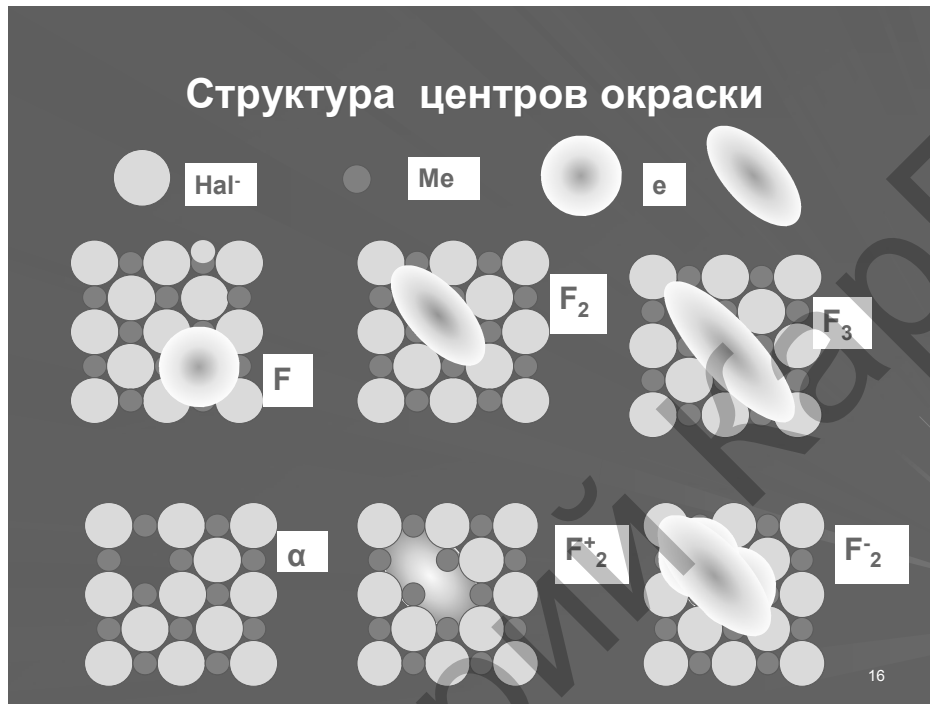 Структура центров окраски
Hal⁻
Me
e
F
F₂
F₃
α
F⁺₂
F⁻₂
16